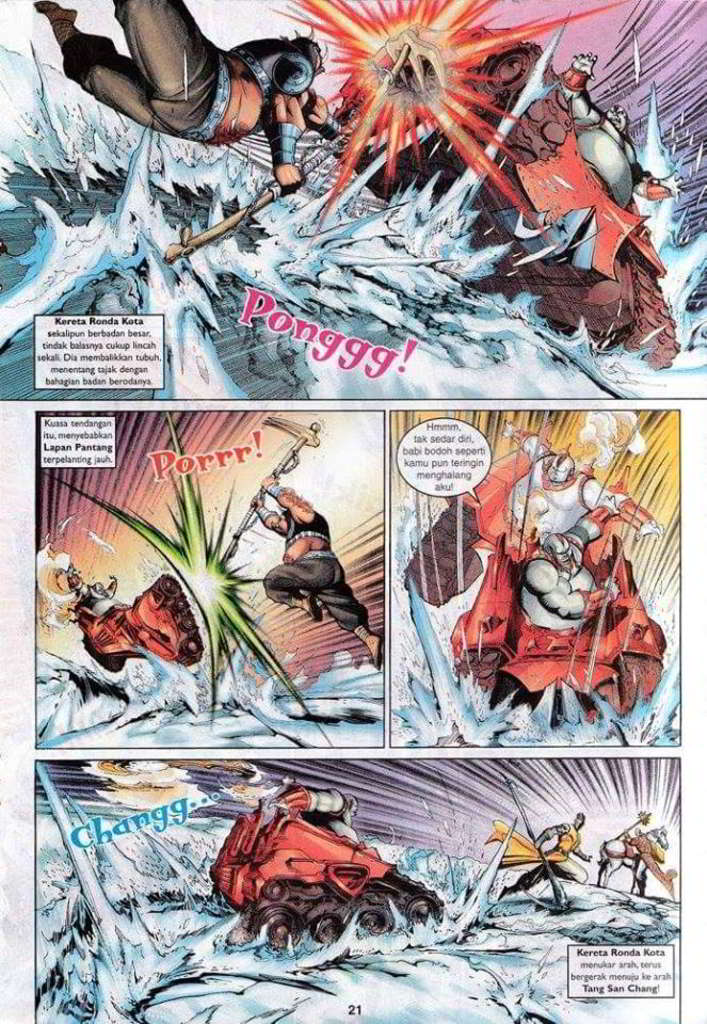 Ponggg!
Kereta Ronda Kota
sekalipun berbadan besar,
tindak balasnya cukup lincah
sekali. Dia membalikkan tubuh,
menentang tajak dengan
bahagian badan berodanya.
Kuasa tendangan
itu, menyebabkan
Lapan Pantang
terpelanting jauh.
Porrr!
Hmmm,
tak sedar diri,
babi bodoh seperti
kamu pun teringin
menghalang
aku!
Changg...
Kereta Ronda Kota
menukar arah, terus
bergerak menuju ke arah
Tang San Chang!
21